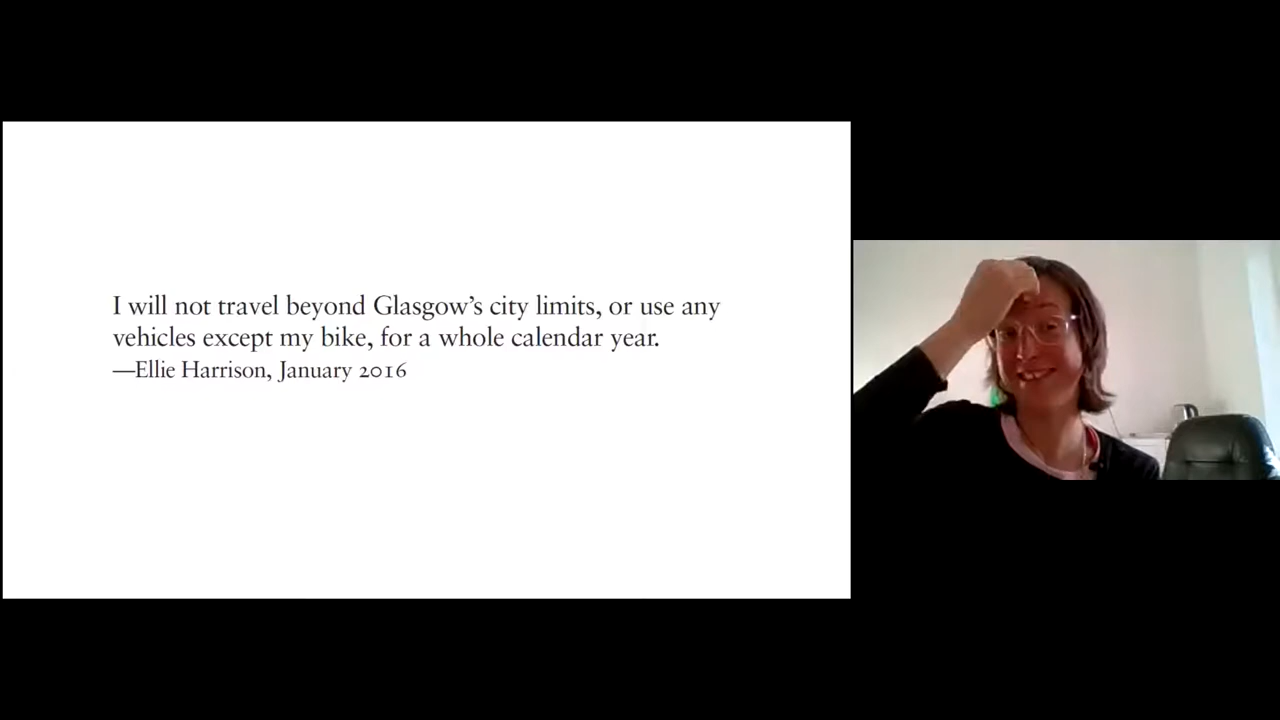 I will not travel beyond Glasgow’s city limits, or use any
vehicles except my bike, for a whole calendar year.
—Ellie Harrison, January 2016